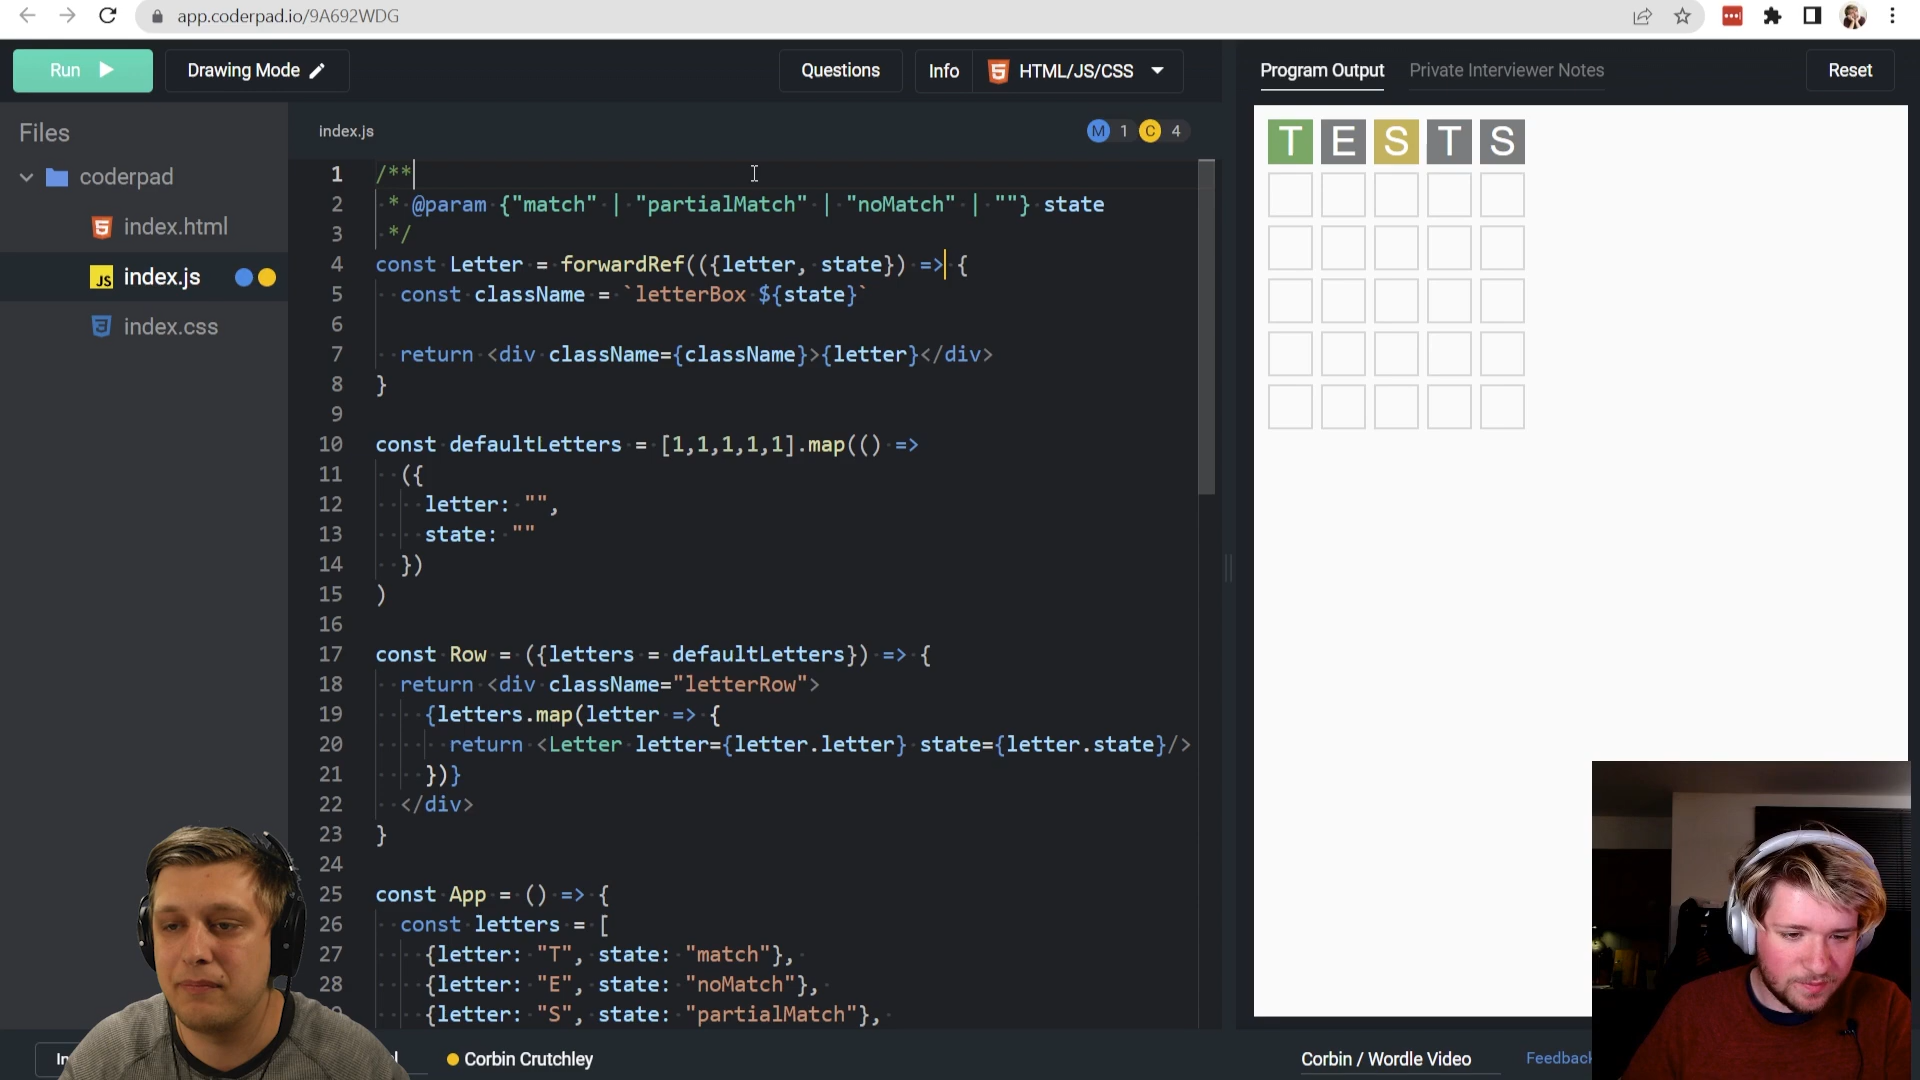 app.coderpad.io/9A692WDG
Run
Drawing Mode
Questions
Info
HTML/JS/CSS
Program Output
Private Interviewer Notes
Reset
Files
coderpad
index.html
index.js
index.css
index.js
M 1 C 4
1 /**
2 * @param {"match" | "partialMatch" | "noMatch" | ""} state
3 */
4 const Letter = forwardRef(({letter, state}) => {
5 const className = `letterBox ${state}`
6
7 return <div className={className}>{letter}</div>
8 }
9
10 const defaultLetters = [1,1,1,1,1].map(() =>
11 ({
12 letter: "",
13 state: ""
14 })
15 )
16
17 const Row = ({letters = defaultLetters}) => {
18 return <div className="letterRow">
19 {letters.map(letter => {
20 return <Letter letter={letter.letter} state={letter.state}/>
21 })}
22 </div>
23 }
24
25 const App = () => {
26 const letters = [
27 {letter: "T", state: "match"},
28 {letter: "E", state: "noMatch"},
{letter: "S", state: "partialMatch"},
T E S T S
Corbin Crutchley
Corbin / Wordle Video
Feedback